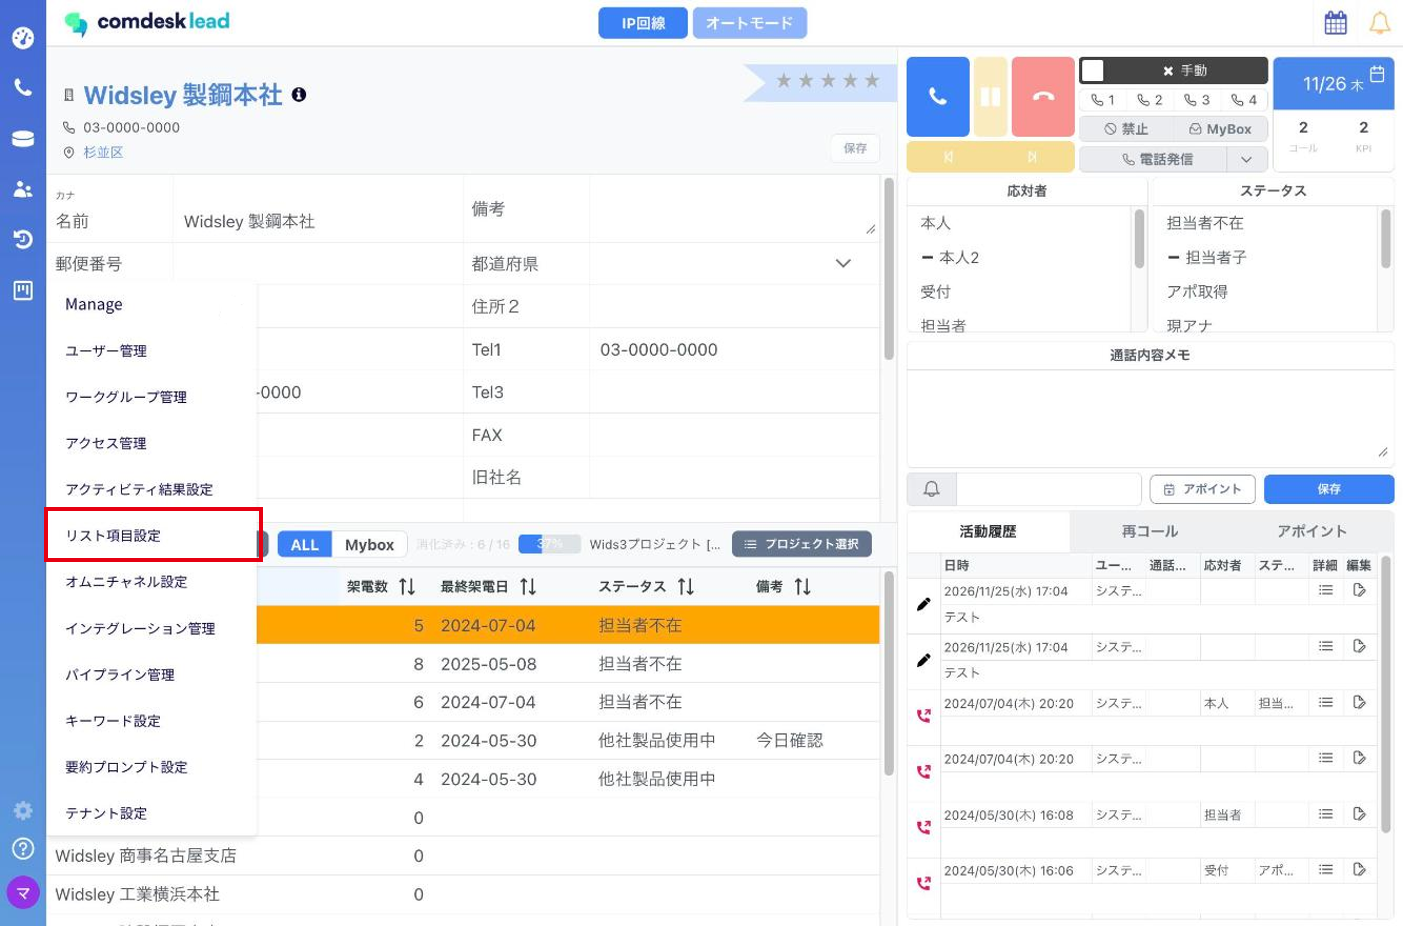 comdesk lead
IP回線
オートモード
Widsley 製鋼本社
03-0000-0000
杉並区
保存
カナ
名前
Widsley 製鋼本社
備考
郵便番号
都道府県
住所２
Tel1
03-0000-0000
-0000
Tel3
FAX
旧社名
Manage
ユーザー管理
ワークグループ管理
アクセス管理
アクティビティ結果設定
リスト項目設定
オムニチャネル設定
インテグレーション管理
パイプライン管理
キーワード設定
要約プロンプト設定
テナント設定
マ
ALL
Mybox
消化済み : 6 / 16
37%
Wids3プロジェクト [...
プロジェクト選択
架電数
最終架電日
ステータス
備考
5 2024-07-04 担当者不在
8 2025-05-08 担当者不在
6 2024-07-04 担当者不在
2 2024-05-30 他社製品使用中 今日確認
4 2024-05-30 他社製品使用中
0
Widsley 商事名古屋支店 0
Widsley 工業横浜本社 0
手動
1 2 3 4
禁止
MyBox
電話発信
11/26 木
2 2
コール KPI
応対者
本人
本人2
受付
担当者
ステータス
担当者不在
担当者子
アポ取得
現アナ
通話内容メモ
アポイント
保存
活動履歴
再コール
アポイント
日時 ユー... 通話... 応対者 ステ... 詳細 編集
2026/11/25(水) 17:04 システ...
テスト
2026/11/25(水) 17:04 システ...
テスト
2024/07/04(木) 20:20 システ... 本人 担当...
2024/07/04(木) 20:20 システ...
2024/05/30(木) 16:08 システ... 担当者
2024/05/30(木) 16:06 システ... 受付 アポ...